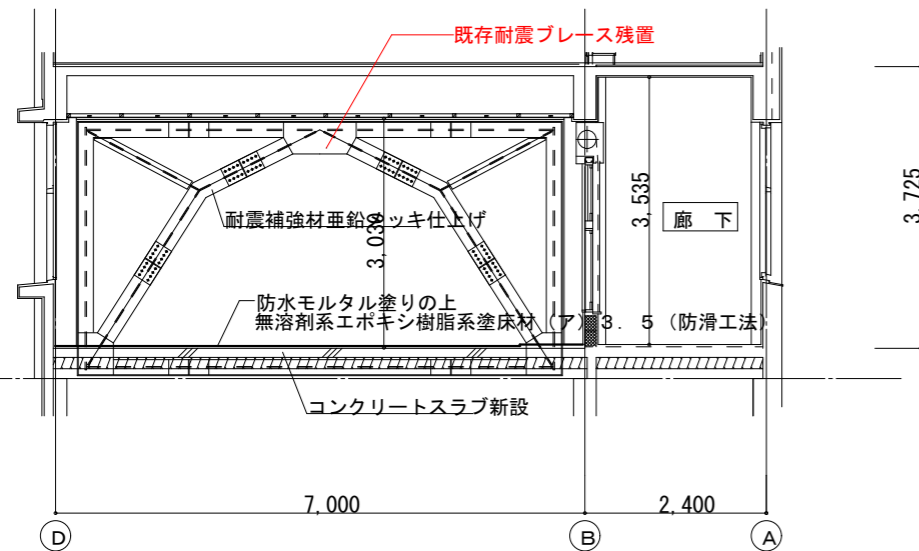 既存耐震ブレース残置
耐震補強材亜鉛メッキ仕上げ
3,030
3,535
廊 下
3,725
防水モルタル塗りの上
無溶剤系エポキシ樹脂系塗床材（ア）3．5（防滑工法）
コンクリートスラブ新設
7,000
2,400
D
B
A